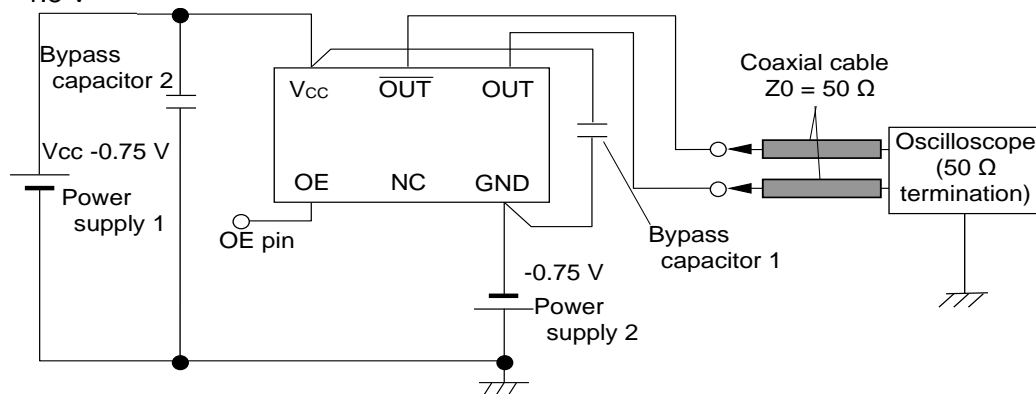 Bypass
capacitor 2
Vcc -0.75 V
Power
supply 1
VCC
OUT
OUT
OE
NC
GND
OE pin
-0.75 V
Power
supply 2
Bypass
capacitor 1
Coaxial cable
Z0 = 50 Ω
Oscilloscope
(50 Ω
termination)